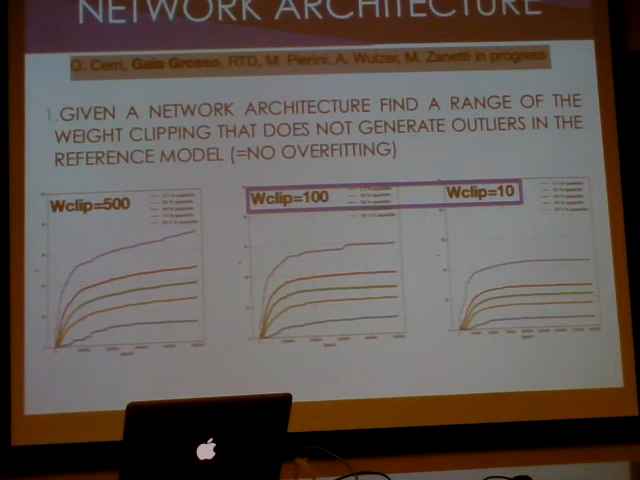 NETWORK ARCHITECTURE
O. Cerri, Gaia Grosso, RTD, M. Pierini, A. Wulzer, M. Zanetti in progress
1.GIVEN A NETWORK ARCHITECTURE FIND A RANGE OF THE
WEIGHT CLIPPING THAT DOES NOT GENERATE OUTLIERS IN THE
REFERENCE MODEL (=NO OVERFITTING)
Wclip=500
Wclip=100
Wclip=10